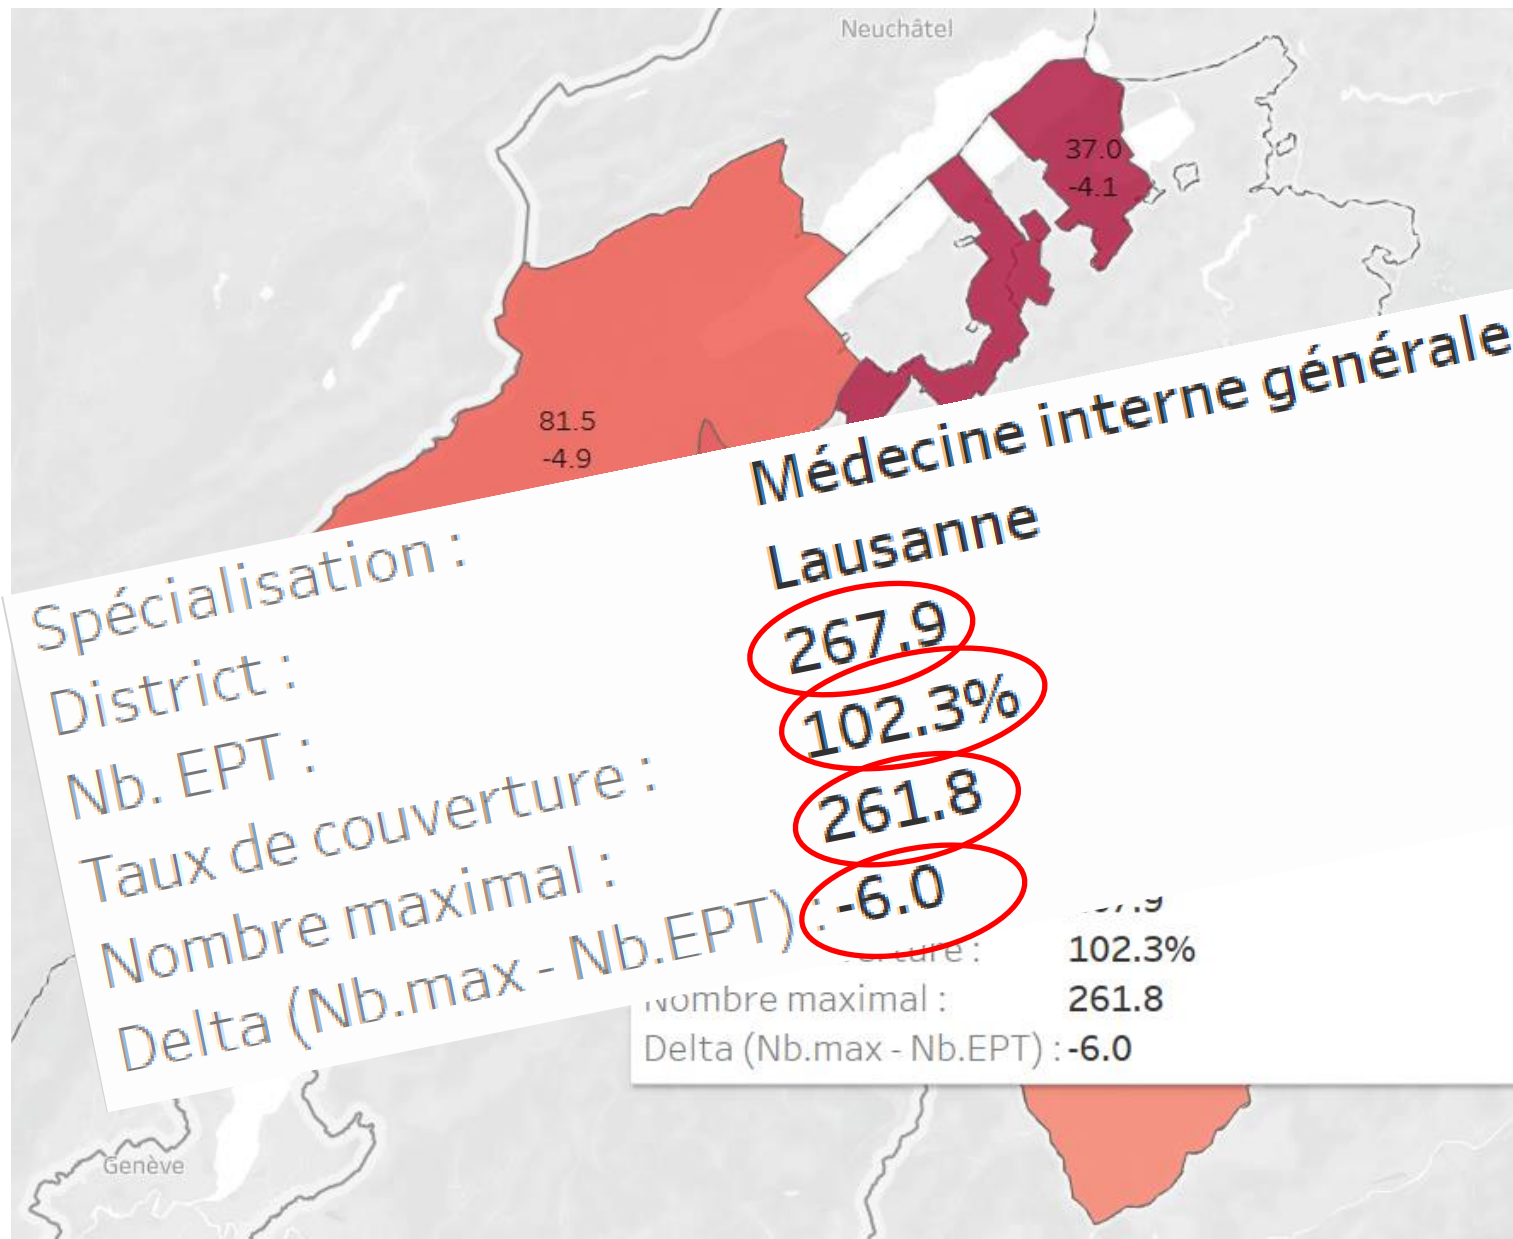 Neuchâtel
37.0
-4.1
81.5
-4.9
Spécialisation : Médecine interne générale
District : Lausanne
Nb. EPT : 267.9
Taux de couverture : 102.3%
Nombre maximal : 261.8
Delta (Nb.max - Nb.EPT) : -6.0
102.3%
Nombre maximal : 261.8
Delta (Nb.max - Nb.EPT) : -6.0
Genève